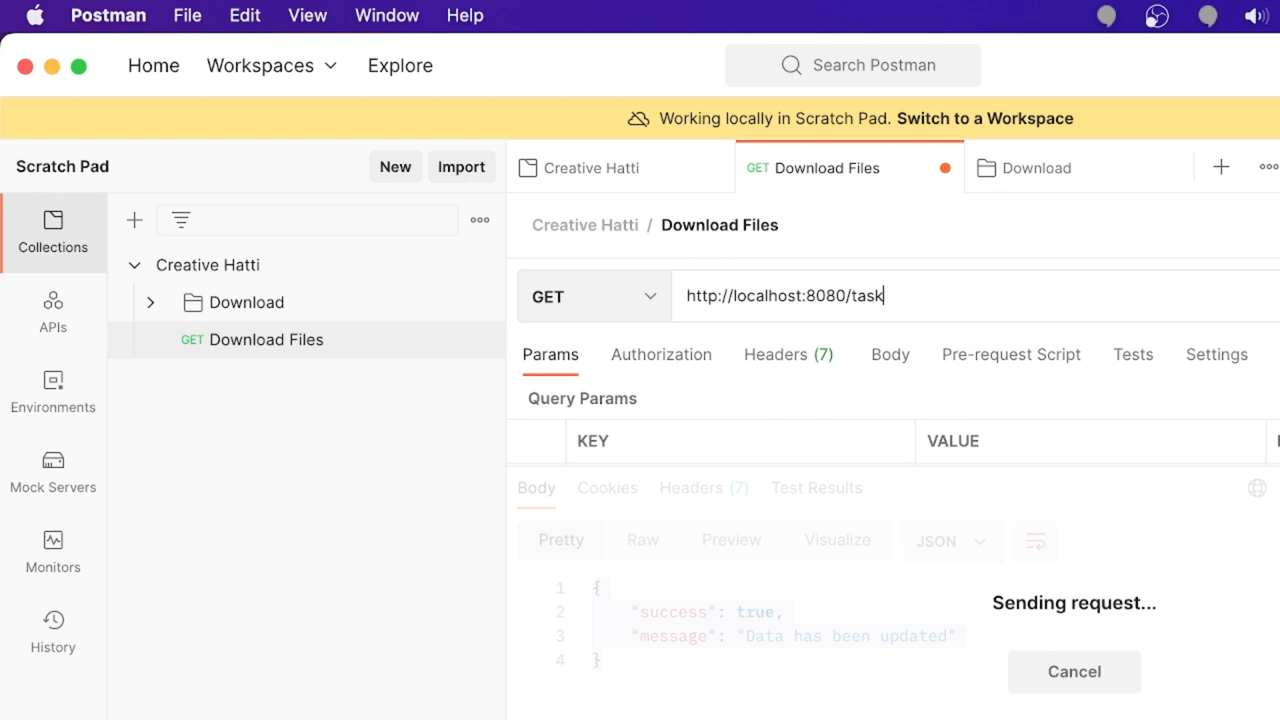 Postman File Edit View Window Help
Home Workspaces Explore Search Postman
Working locally in Scratch Pad. Switch to a Workspace
Scratch Pad New Import
Creative Hatti GET Download Files Download
Collections
Creative Hatti / Download Files
Creative Hatti
GET http://localhost:8080/task
Download
APIs
GET Download Files
Params Authorization Headers (7) Body Pre-request Script Tests Settings
Environments
Query Params
KEY VALUE
Mock Servers
Body Cookies Headers (7) Test Results
Pretty Raw Preview Visualize JSON
Monitors
1 {
2 "success": true,
3 "message": "Data has been updated"
4 }
Sending request...
History
Cancel